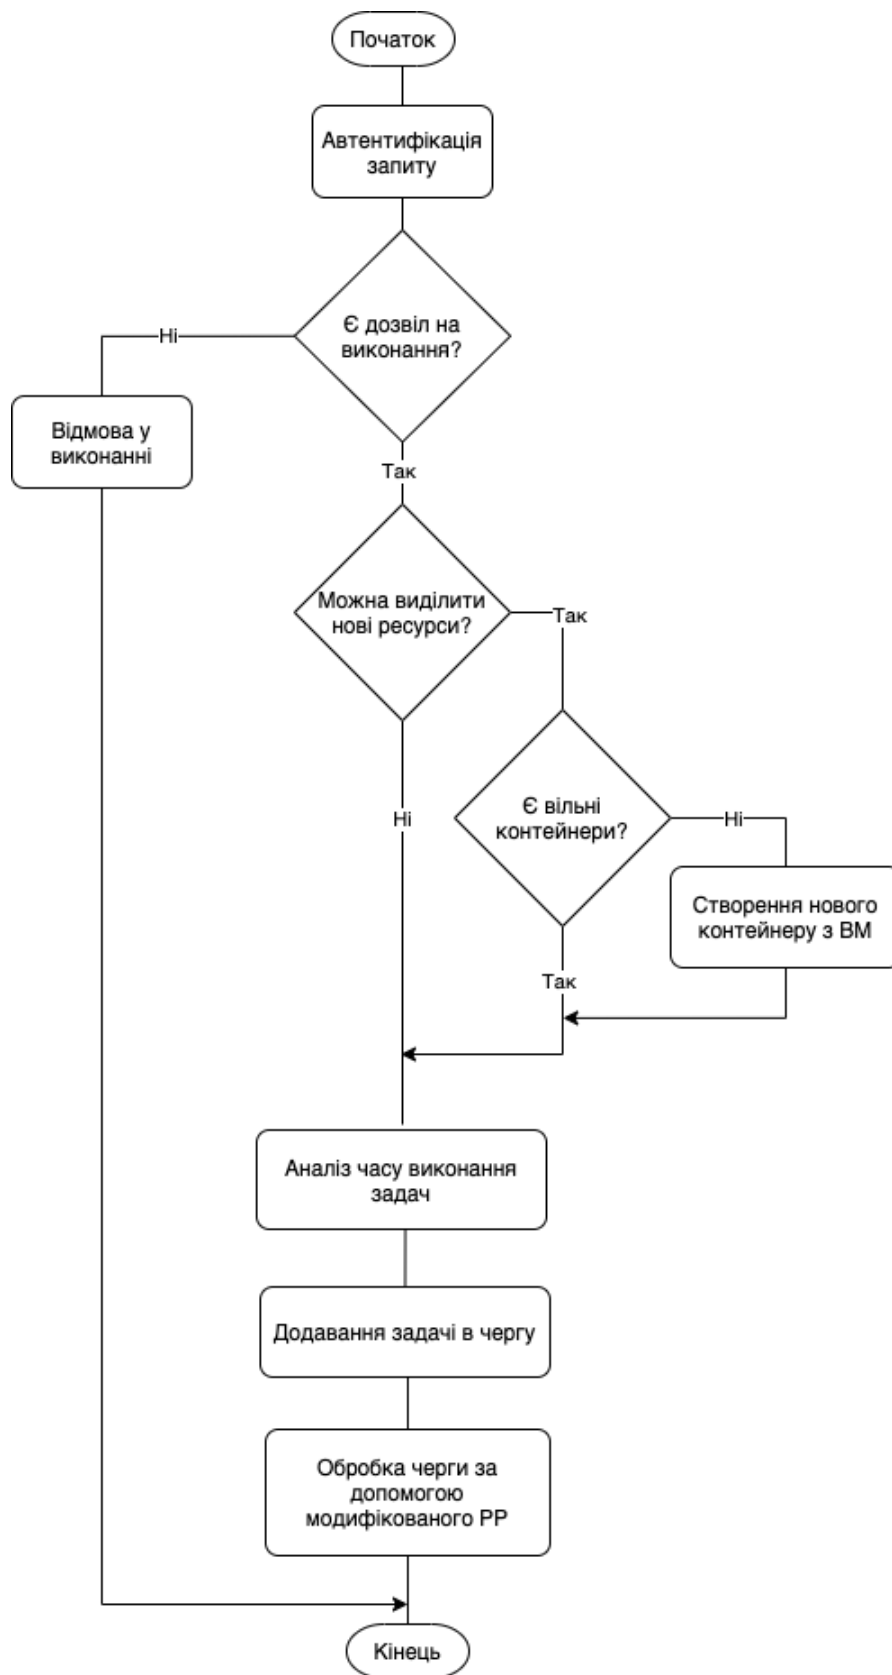 Початок
Автентифікація
запиту
Є дозвіл на
виконання?
Ні
Відмова у
виконанні
Так
Можна виділити
нові ресурси?
Так
Ні
Є вільні
контейнери?
Ні
Створення нового
контейнеру з ВМ
Так
Аналіз часу виконання
задач
Додавання задачі в чергу
Обробка черги за
допомогою
модифікованого РР
Кінець